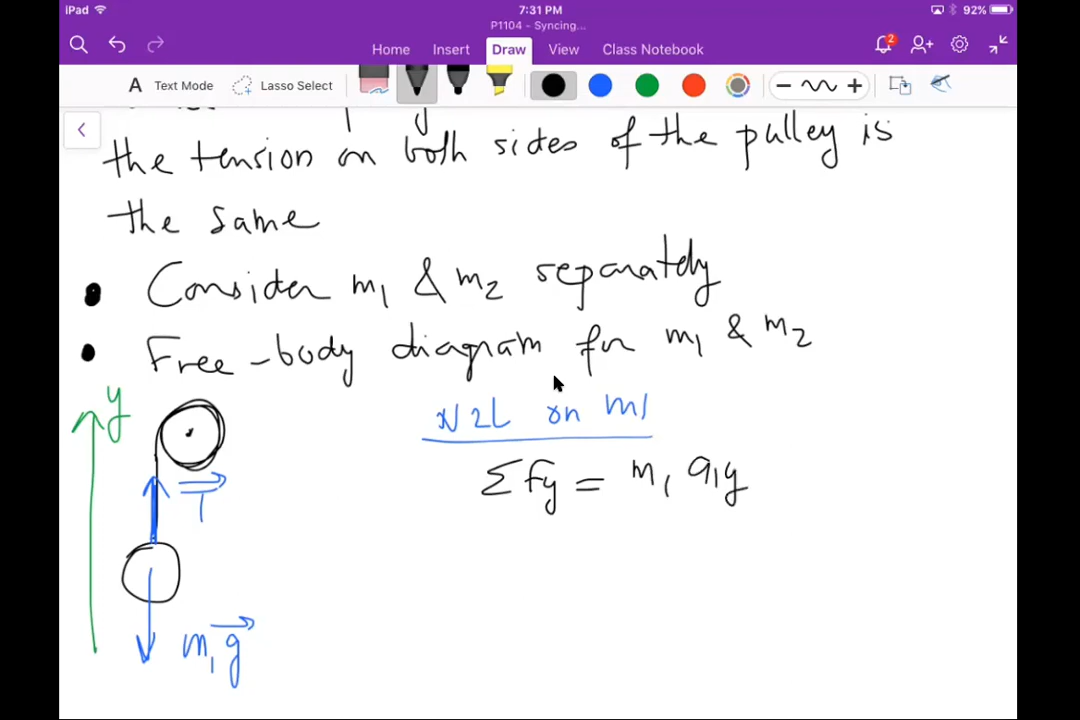 iPad 7:31 PM 92%
P1104 - Syncing...
Home Insert Draw View Class Notebook 2
A Text Mode Lasso Select
the tension on both sides of the pulley is
the same
• Consider m1 & m2 separately
• Free-body diagram for m1 & m2
y
N2L on m1
ΣFy = m1 a1y
T
m1 g